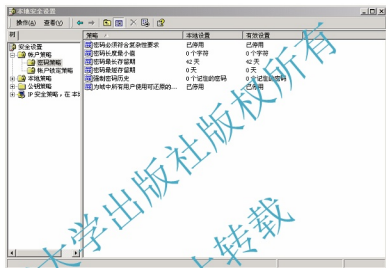 本地安全设置
操作(A) 查看(V)
树
安全设置
帐户策略
密码策略
帐户锁定策略
本地策略
公钥策略
IP 安全策略，在 本地
策略 本地设置 有效设置
密码必须符合复杂性要求 已停用 已停用
密码长度最小值 0 个字符 0 个字符
密码最长存留期 42 天 42 天
密码最短存留期 0 天 0 天
强制密码历史 0 个记住的密码 0 个记住的密码
为域中所有用户使用可还原的... 已停用 已停用
大学出版社版权所有
上转载